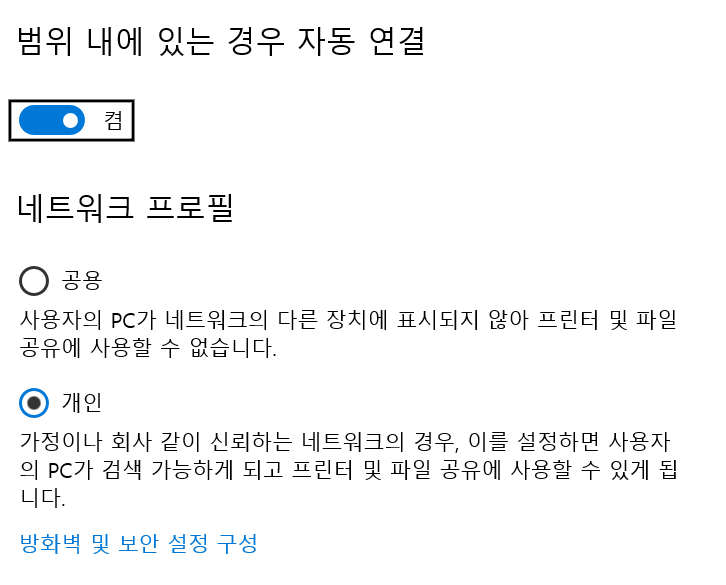 범위 내에 있는 경우 자동 연결
켬
네트워크 프로필
공용
사용자의 PC가 네트워크의 다른 장치에 표시되지 않아 프린터 및 파일
공유에 사용할 수 없습니다.
개인
가정이나 회사 같이 신뢰하는 네트워크의 경우, 이를 설정하면 사용자
의 PC가 검색 가능하게 되고 프린터 및 파일 공유에 사용할 수 있게 됩
니다.
방화벽 및 보안 설정 구성